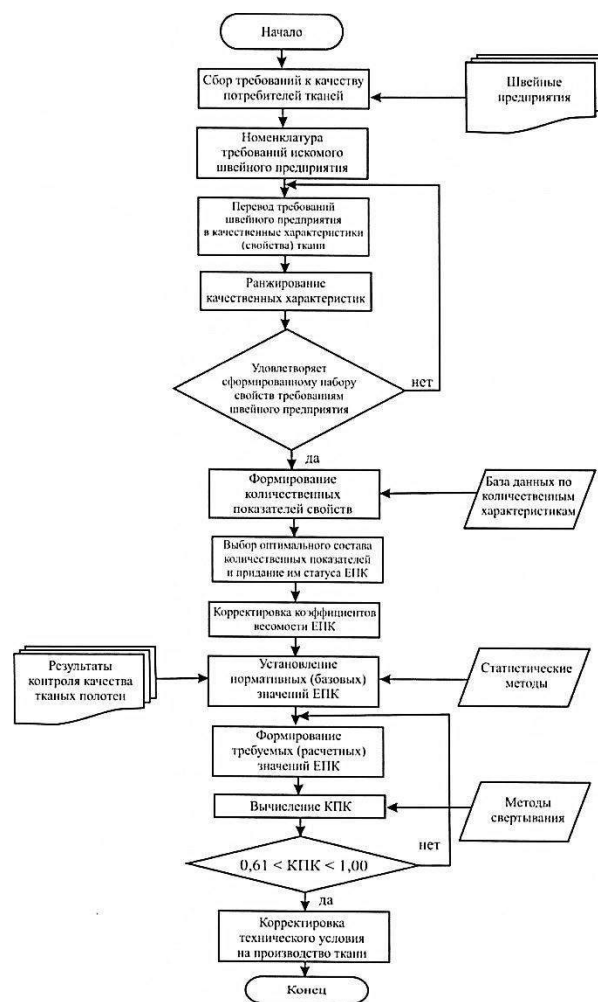 Начало
Сбор требований к качеству
потребителей тканей
Швейные
предприятия
Номенклатура
требований искомого
швейного предприятия
Перевод требований
швейного предприятия
в качественные характеристики
(свойства) ткани
Ранжирование
качественных характеристик
Удовлетворяет
сформированному набору
свойств требованиям
швейного предприятия
нет
да
Формирование
количественных
показателей свойств
База данных по
количественным
характеристикам
Выбор оптимального состава
количественных показателей
и придание им статуса ЕПК
Корректировка коэффициентов
весомости ЕПК
Результаты
контроля качества
тканых полотен
Установление
нормативных (базовых)
значений ЕПК
Статистические
методы
Формирование
требуемых (расчетных)
значений ЕПК
Вычисление КПК
Методы
свертывания
нет
0,61 < КПК < 1,00
да
Корректировка
технического условия
на производство ткани
Конец